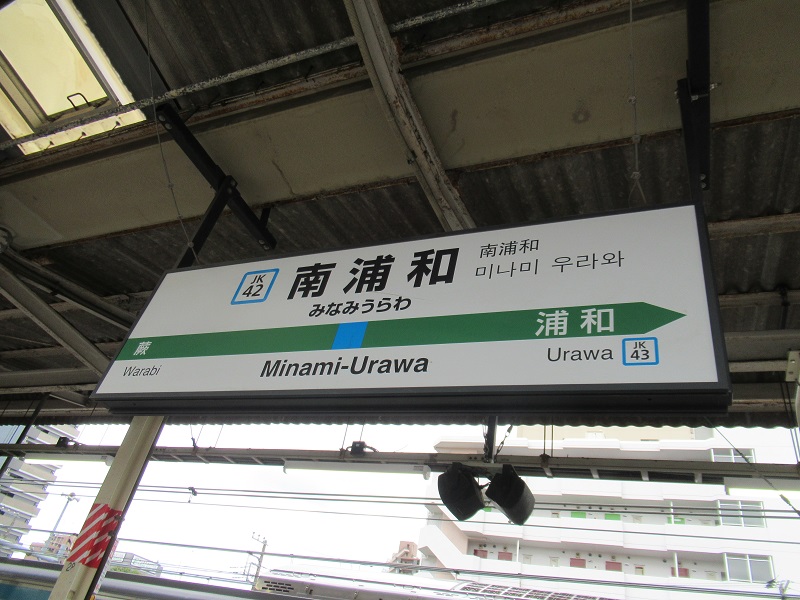 JK
42
南浦和
南浦和
미나미 우라와
みなみうらわ
蕨
浦和
Warabi
Minami-Urawa
Urawa
JK
43